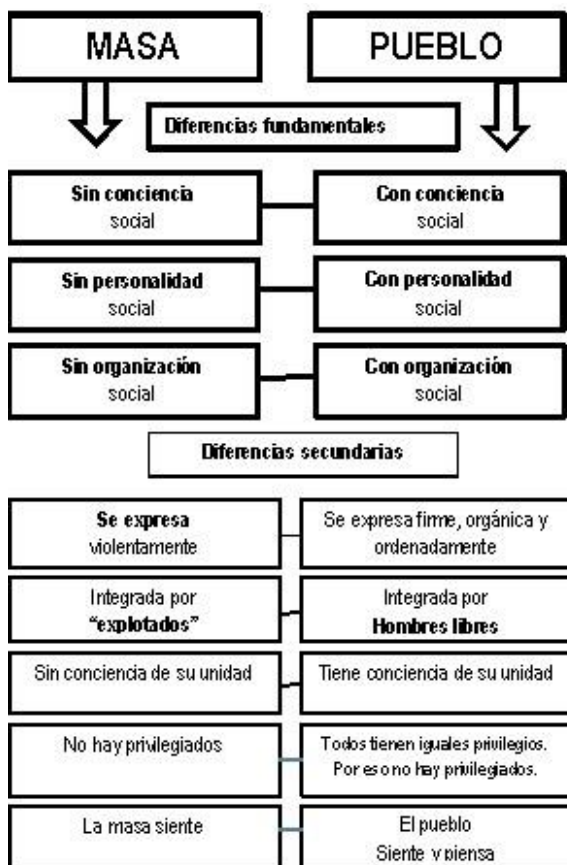 MASA
PUEBLO
Diferencias fundamentales
Sin conciencia
social
Con conciencia
social
Sin personalidad
social
Con personalidad
social
Sin organización
social
Con organización
social
Diferencias secundarias
Se expresa
violentamente
Se expresa firme, orgánica y
ordenadamente
Integrada por
“explotados”
Integrada por
Hombres libres
Sin conciencia de su unidad
Tiene conciencia de su unidad
No hay privilegiados
Todos tienen iguales privilegios.
Por eso no hay privilegiados.
La masa siente
El pueblo
Siente y piensa